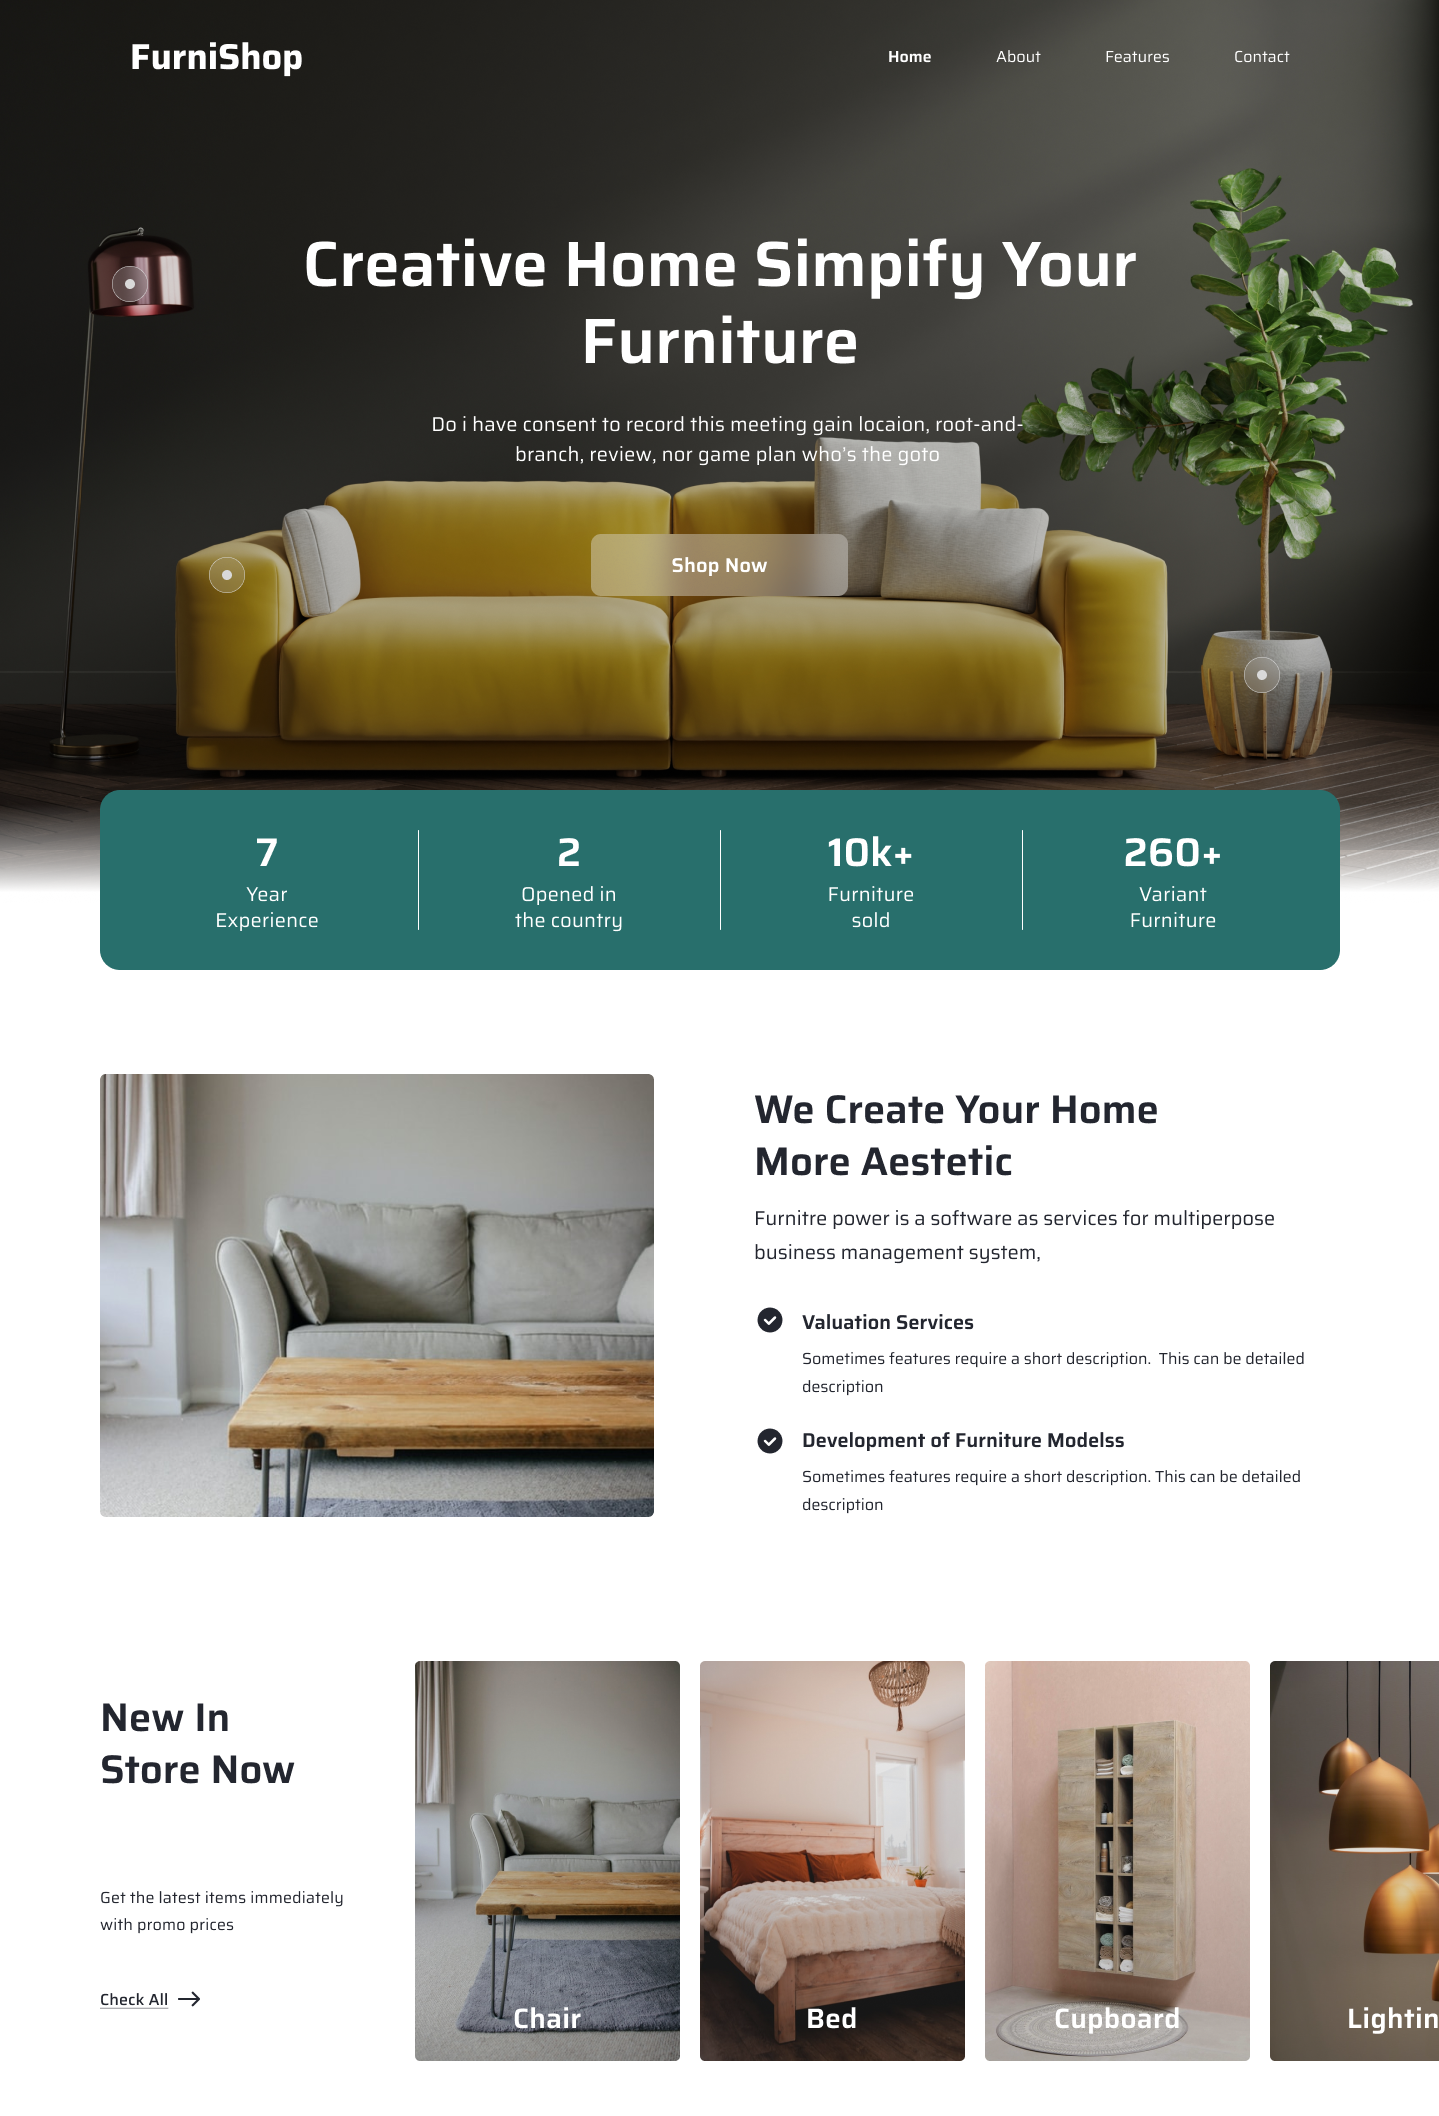 FurniShop
Home About Features Contact
Creative Home Simpify Your
Furniture
Do i have consent to record this meeting gain locaion, root-and-
branch, review, nor game plan who's the goto
Shop Now
7
Year
Experience
2
Opened in
the country
10k+
Furniture
sold
260+
Variant
Furniture
We Create Your Home
More Aestetic
Furnitre power is a software as services for multiperpose
business management system,
Valuation Services
Sometimes features require a short description.  This can be detailed
description
Development of Furniture Modelss
Sometimes features require a short description. This can be detailed
description
New In
Store Now
Get the latest items immediately
with promo prices
Check All
Chair
Bed
Cupboard
Lightin